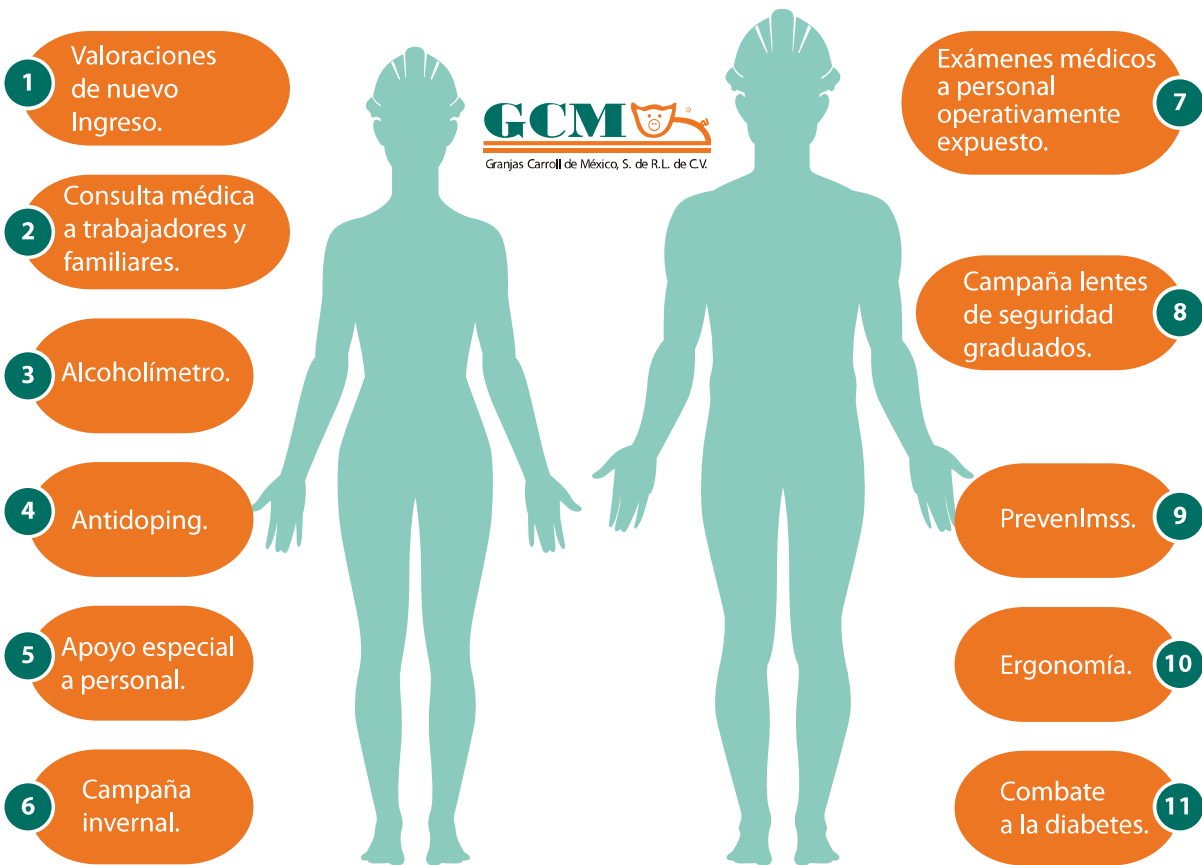 1
Valoraciones
de nuevo
Ingreso.
2
Consulta médica
a trabajadores y
familiares.
3
Alcoholímetro.
4
Antidoping.
5
Apoyo especial
a personal.
6
Campaña
invernal.
GCM
®
Granjas Carroll de México, S. de R.L. de C.V.
Exámenes médicos
a personal
operativamente
expuesto.
7
Campaña lentes
de seguridad
graduados.
8
PrevenImss.
9
Ergonomía.
10
Combate
a la diabetes.
11